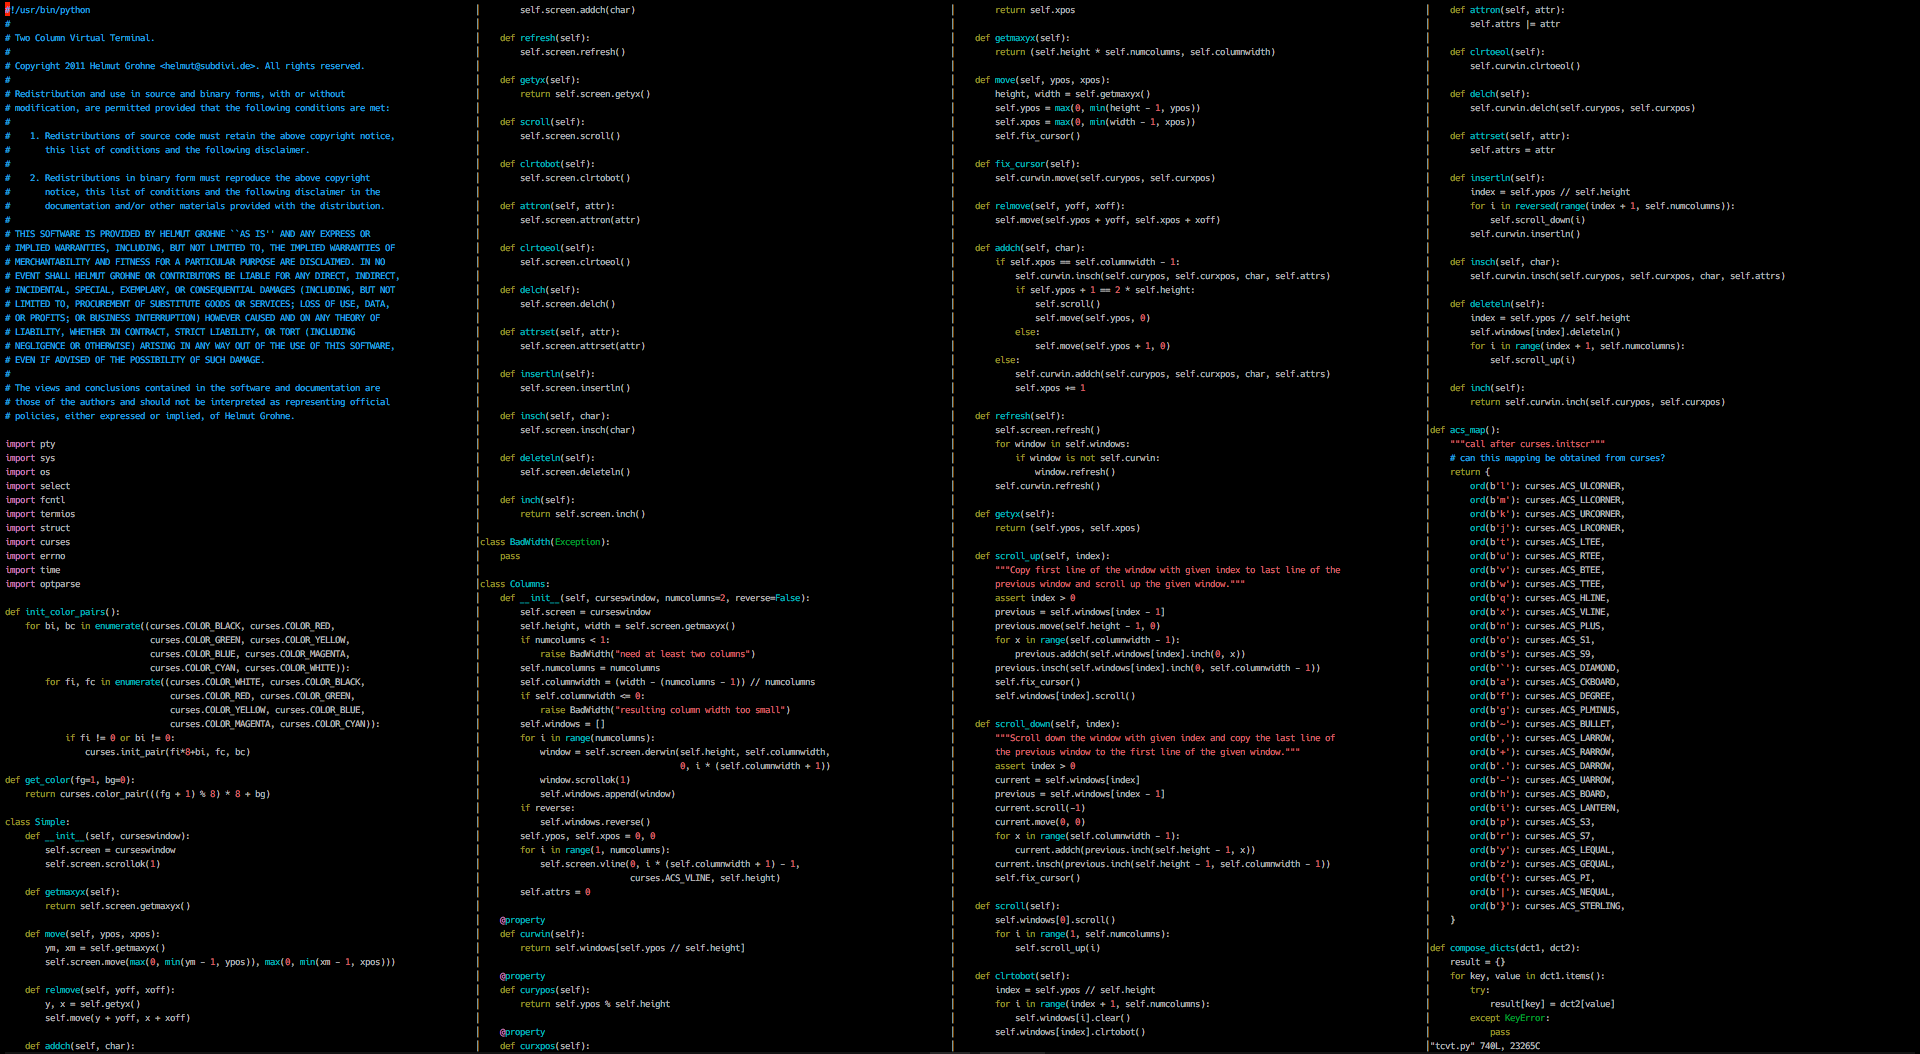 #!/usr/bin/python
#
# Two Column Virtual Terminal.
#
# Copyright 2011 Helmut Grohne <helmut@subdivi.de>. All rights reserved.
#
# Redistribution and use in source and binary forms, with or without
# modification, are permitted provided that the following conditions are met:
#
#    1. Redistributions of source code must retain the above copyright notice,
#       this list of conditions and the following disclaimer.
#
#    2. Redistributions in binary form must reproduce the above copyright
#       notice, this list of conditions and the following disclaimer in the
#       documentation and/or other materials provided with the distribution.
#
# THIS SOFTWARE IS PROVIDED BY HELMUT GROHNE ``AS IS'' AND ANY EXPRESS OR
# IMPLIED WARRANTIES, INCLUDING, BUT NOT LIMITED TO, THE IMPLIED WARRANTIES OF
# MERCHANTABILITY AND FITNESS FOR A PARTICULAR PURPOSE ARE DISCLAIMED. IN NO
# EVENT SHALL HELMUT GROHNE OR CONTRIBUTORS BE LIABLE FOR ANY DIRECT, INDIRECT,
# INCIDENTAL, SPECIAL, EXEMPLARY, OR CONSEQUENTIAL DAMAGES (INCLUDING, BUT NOT
# LIMITED TO, PROCUREMENT OF SUBSTITUTE GOODS OR SERVICES; LOSS OF USE, DATA,
# OR PROFITS; OR BUSINESS INTERRUPTION) HOWEVER CAUSED AND ON ANY THEORY OF
# LIABILITY, WHETHER IN CONTRACT, STRICT LIABILITY, OR TORT (INCLUDING
# NEGLIGENCE OR OTHERWISE) ARISING IN ANY WAY OUT OF THE USE OF THIS SOFTWARE,
# EVEN IF ADVISED OF THE POSSIBILITY OF SUCH DAMAGE.
#
# The views and conclusions contained in the software and documentation are
# those of the authors and should not be interpreted as representing official
# policies, either expressed or implied, of Helmut Grohne.

import pty
import sys
import os
import select
import fcntl
import termios
import struct
import curses
import errno
import time
import optparse

def init_color_pairs():
    for bi, bc in enumerate((curses.COLOR_BLACK, curses.COLOR_RED,
                             curses.COLOR_GREEN, curses.COLOR_YELLOW,
                             curses.COLOR_BLUE, curses.COLOR_MAGENTA,
                             curses.COLOR_CYAN, curses.COLOR_WHITE)):
        for fi, fc in enumerate((curses.COLOR_WHITE, curses.COLOR_BLACK,
                                 curses.COLOR_RED, curses.COLOR_GREEN,
                                 curses.COLOR_YELLOW, curses.COLOR_BLUE,
                                 curses.COLOR_MAGENTA, curses.COLOR_CYAN)):
            if fi != 0 or bi != 0:
                curses.init_pair(fi*8+bi, fc, bc)

def get_color(fg=1, bg=0):
    return curses.color_pair(((fg + 1) % 8) * 8 + bg)

class Simple:
    def __init__(self, curseswindow):
        self.screen = curseswindow
        self.screen.scrollok(1)

    def getmaxyx(self):
        return self.screen.getmaxyx()

    def move(self, ypos, xpos):
        ym, xm = self.getmaxyx()
        self.screen.move(max(0, min(ym - 1, ypos)), max(0, min(xm - 1, xpos)))

    def relmove(self, yoff, xoff):
        y, x = self.getyx()
        self.move(y + yoff, x + xoff)

    def addch(self, char):
        self.screen.addch(char)

    def refresh(self):
        self.screen.refresh()

    def getyx(self):
        return self.screen.getyx()

    def scroll(self):
        self.screen.scroll()

    def clrtobot(self):
        self.screen.clrtobot()

    def attron(self, attr):
        self.screen.attron(attr)

    def clrtoeol(self):
        self.screen.clrtoeol()

    def delch(self):
        self.screen.delch()

    def attrset(self, attr):
        self.screen.attrset(attr)

    def insertln(self):
        self.screen.insertln()

    def insch(self, char):
        self.screen.insch(char)

    def deleteln(self):
        self.screen.deleteln()

    def inch(self):
        return self.screen.inch()

class BadWidth(Exception):
    pass

class Columns:
    def __init__(self, curseswindow, numcolumns=2, reverse=False):
        self.screen = curseswindow
        self.height, width = self.screen.getmaxyx()
        if numcolumns < 1:
            raise BadWidth("need at least two columns")
        self.numcolumns = numcolumns
        self.columnwidth = (width - (numcolumns - 1)) // numcolumns
        if self.columnwidth <= 0:
            raise BadWidth("resulting column width too small")
        self.windows = []
        for i in range(numcolumns):
            window = self.screen.derwin(self.height, self.columnwidth,
                                        0, i * (self.columnwidth + 1))
            window.scrollok(1)
            self.windows.append(window)
        if reverse:
            self.windows.reverse()
        self.ypos, self.xpos = 0, 0
        for i in range(1, numcolumns):
            self.screen.vline(0, i * (self.columnwidth + 1) - 1,
                              curses.ACS_VLINE, self.height)
        self.attrs = 0

    @property
    def curwin(self):
        return self.windows[self.ypos // self.height]

    @property
    def curypos(self):
        return self.ypos % self.height

    @property
    def curxpos(self):
        return self.xpos

    def getmaxyx(self):
        return (self.height * self.numcolumns, self.columnwidth)

    def move(self, ypos, xpos):
        height, width = self.getmaxyx()
        self.ypos = max(0, min(height - 1, ypos))
        self.xpos = max(0, min(width - 1, xpos))
        self.fix_cursor()

    def fix_cursor(self):
        self.curwin.move(self.curypos, self.curxpos)

    def relmove(self, yoff, xoff):
        self.move(self.ypos + yoff, self.xpos + xoff)

    def addch(self, char):
        if self.xpos == self.columnwidth - 1:
            self.curwin.insch(self.curypos, self.curxpos, char, self.attrs)
            if self.ypos + 1 == 2 * self.height:
                self.scroll()
                self.move(self.ypos, 0)
            else:
                self.move(self.ypos + 1, 0)
        else:
            self.curwin.addch(self.curypos, self.curxpos, char, self.attrs)
            self.xpos += 1

    def refresh(self):
        self.screen.refresh()
        for window in self.windows:
            if window is not self.curwin:
                window.refresh()
        self.curwin.refresh()

    def getyx(self):
        return (self.ypos, self.xpos)

    def scroll_up(self, index):
        """Copy first line of the window with given index to last line of the
        previous window and scroll up the given window."""
        assert index > 0
        previous = self.windows[index - 1]
        previous.move(self.height - 1, 0)
        for x in range(self.columnwidth - 1):
            previous.addch(self.windows[index].inch(0, x))
        previous.insch(self.windows[index].inch(0, self.columnwidth - 1))
        self.fix_cursor()
        self.windows[index].scroll()

    def scroll_down(self, index):
        """Scroll down the window with given index and copy the last line of
        the previous window to the first line of the given window."""
        assert index > 0
        current = self.windows[index]
        previous = self.windows[index - 1]
        current.scroll(-1)
        current.move(0, 0)
        for x in range(self.columnwidth - 1):
            current.addch(previous.inch(self.height - 1, x))
        current.insch(previous.inch(self.height - 1, self.columnwidth - 1))
        self.fix_cursor()

    def scroll(self):
        self.windows[0].scroll()
        for i in range(1, self.numcolumns):
            self.scroll_up(i)

    def clrtobot(self):
        index = self.ypos // self.height
        for i in range(index + 1, self.numcolumns):
            self.windows[i].clear()
        self.windows[index].clrtobot()

    def attron(self, attr):
        self.attrs |= attr

    def clrtoeol(self):
        self.curwin.clrtoeol()

    def delch(self):
        self.curwin.delch(self.curypos, self.curxpos)

    def attrset(self, attr):
        self.attrs = attr

    def insertln(self):
        index = self.ypos // self.height
        for i in reversed(range(index + 1, self.numcolumns)):
            self.scroll_down(i)
        self.curwin.insertln()

    def insch(self, char):
        self.curwin.insch(self.curypos, self.curxpos, char, self.attrs)

    def deleteln(self):
        index = self.ypos // self.height
        self.windows[index].deleteln()
        for i in range(index + 1, self.numcolumns):
            self.scroll_up(i)

    def inch(self):
        return self.curwin.inch(self.curypos, self.curxpos)

def acs_map():
    """call after curses.initscr"""
    # can this mapping be obtained from curses?
    return {
        ord(b'l'): curses.ACS_ULCORNER,
        ord(b'm'): curses.ACS_LLCORNER,
        ord(b'k'): curses.ACS_URCORNER,
        ord(b'j'): curses.ACS_LRCORNER,
        ord(b't'): curses.ACS_LTEE,
        ord(b'u'): curses.ACS_RTEE,
        ord(b'v'): curses.ACS_BTEE,
        ord(b'w'): curses.ACS_TTEE,
        ord(b'q'): curses.ACS_HLINE,
        ord(b'x'): curses.ACS_VLINE,
        ord(b'n'): curses.ACS_PLUS,
        ord(b'o'): curses.ACS_S1,
        ord(b's'): curses.ACS_S9,
        ord(b'`'): curses.ACS_DIAMOND,
        ord(b'a'): curses.ACS_CKBOARD,
        ord(b'f'): curses.ACS_DEGREE,
        ord(b'g'): curses.ACS_PLMINUS,
        ord(b'~'): curses.ACS_BULLET,
        ord(b','): curses.ACS_LARROW,
        ord(b'+'): curses.ACS_RARROW,
        ord(b'.'): curses.ACS_DARROW,
        ord(b'-'): curses.ACS_UARROW,
        ord(b'h'): curses.ACS_BOARD,
        ord(b'i'): curses.ACS_LANTERN,
        ord(b'p'): curses.ACS_S3,
        ord(b'r'): curses.ACS_S7,
        ord(b'y'): curses.ACS_LEQUAL,
        ord(b'z'): curses.ACS_GEQUAL,
        ord(b'{'): curses.ACS_PI,
        ord(b'|'): curses.ACS_NEQUAL,
        ord(b'}'): curses.ACS_STERLING,
    }

def compose_dicts(dct1, dct2):
    result = {}
    for key, value in dct1.items():
        try:
            result[key] = dct2[value]
        except KeyError:
            pass
"tcvt.py" 740L, 23265C